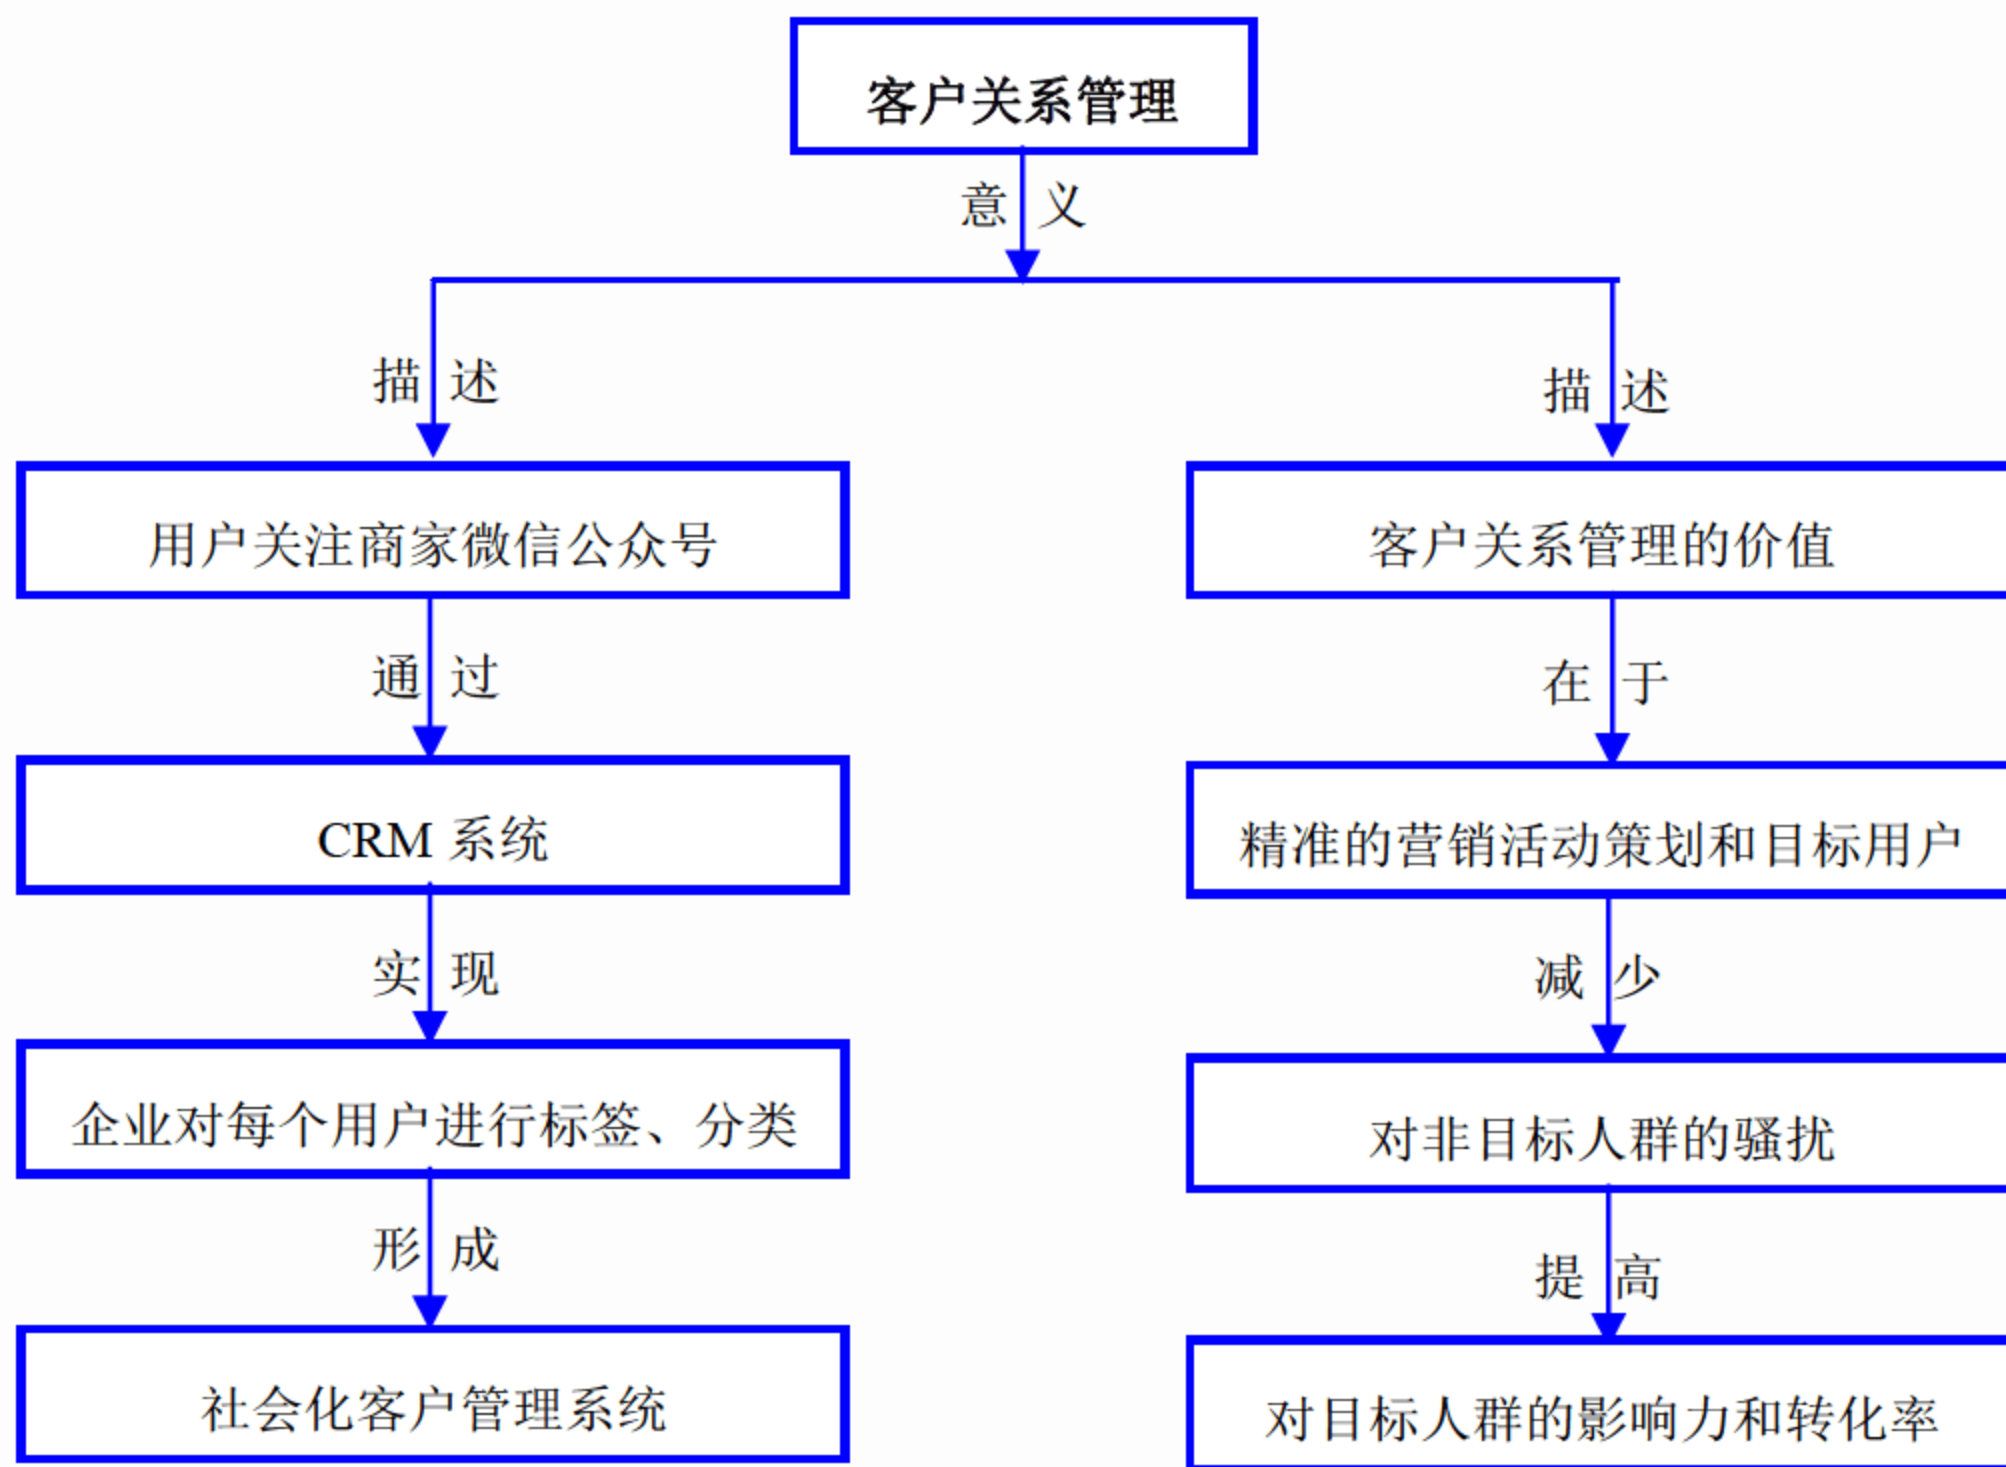 客户关系管理
意 义
描 述
描 述
用户关注商家微信公众号
客户关系管理的价值
通 过
在 于
CRM 系统
精准的营销活动策划和目标用户
实 现
减 少
企业对每个用户进行标签、分类
对非目标人群的骚扰
形 成
提 高
社会化客户管理系统
对目标人群的影响力和转化率